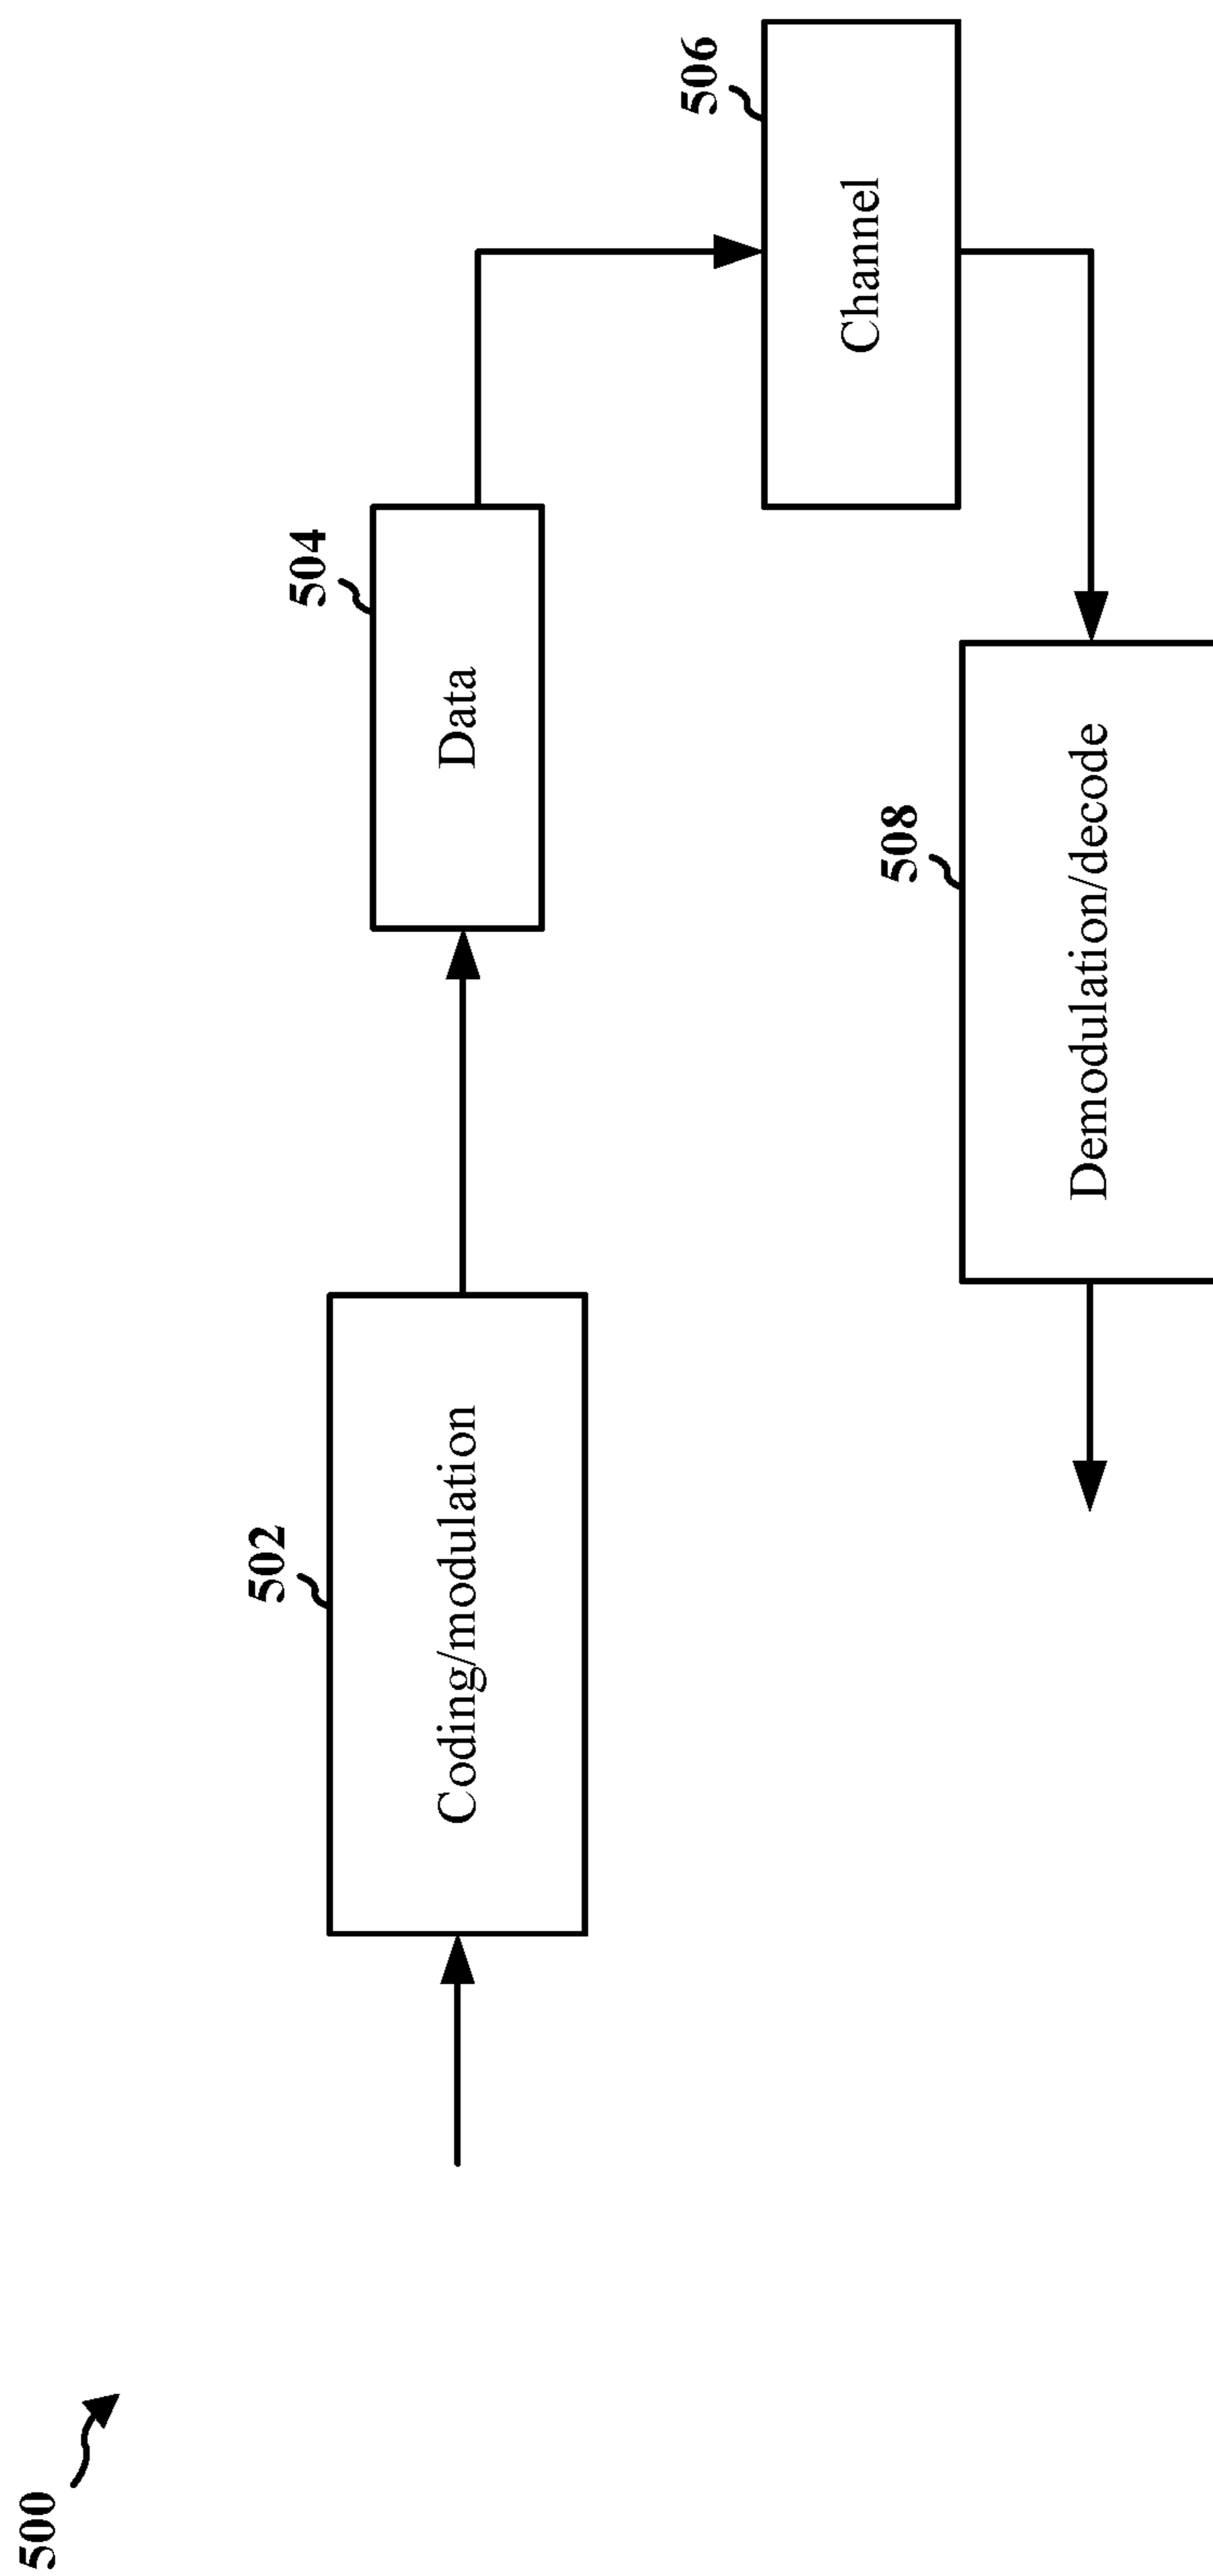 500
502
Coding/modulation
504
Data
506
Channel
508
Demodulation/decode